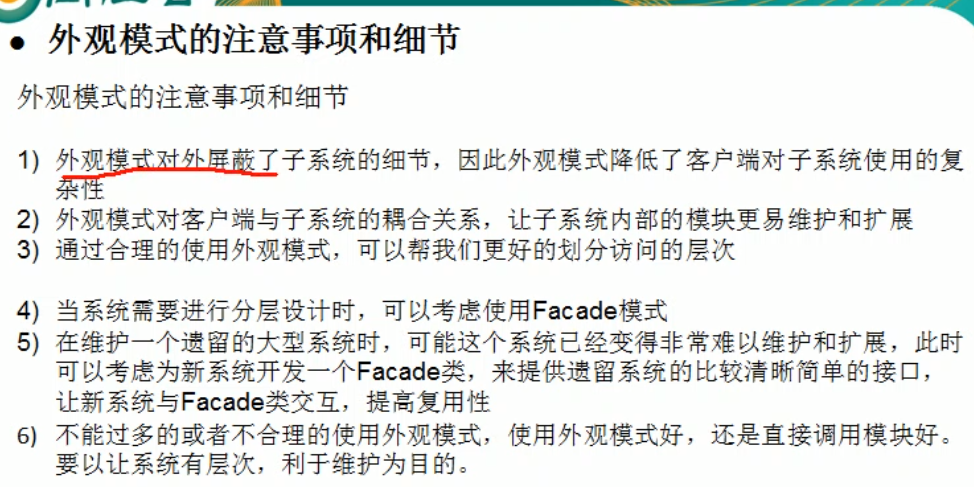 ● 外观模式的注意事项和细节
外观模式的注意事项和细节
1) 外观模式对外屏蔽了子系统的细节，因此外观模式降低了客户端对子系统使用的复
杂性
2) 外观模式对客户端与子系统的耦合关系，让子系统内部的模块更易维护和扩展
3) 通过合理的使用外观模式，可以帮我们更好的划分访问的层次
4) 当系统需要进行分层设计时，可以考虑使用Facade模式
5) 在维护一个遗留的大型系统时，可能这个系统已经变得非常难以维护和扩展，此时
可以考虑为新系统开发一个Facade类，来提供遗留系统的比较清晰简单的接口，
让新系统与Facade类交互，提高复用性
6) 不能过多的或者不合理的使用外观模式，使用外观模式好，还是直接调用模块好。
要以让系统有层次，利于维护为目的。